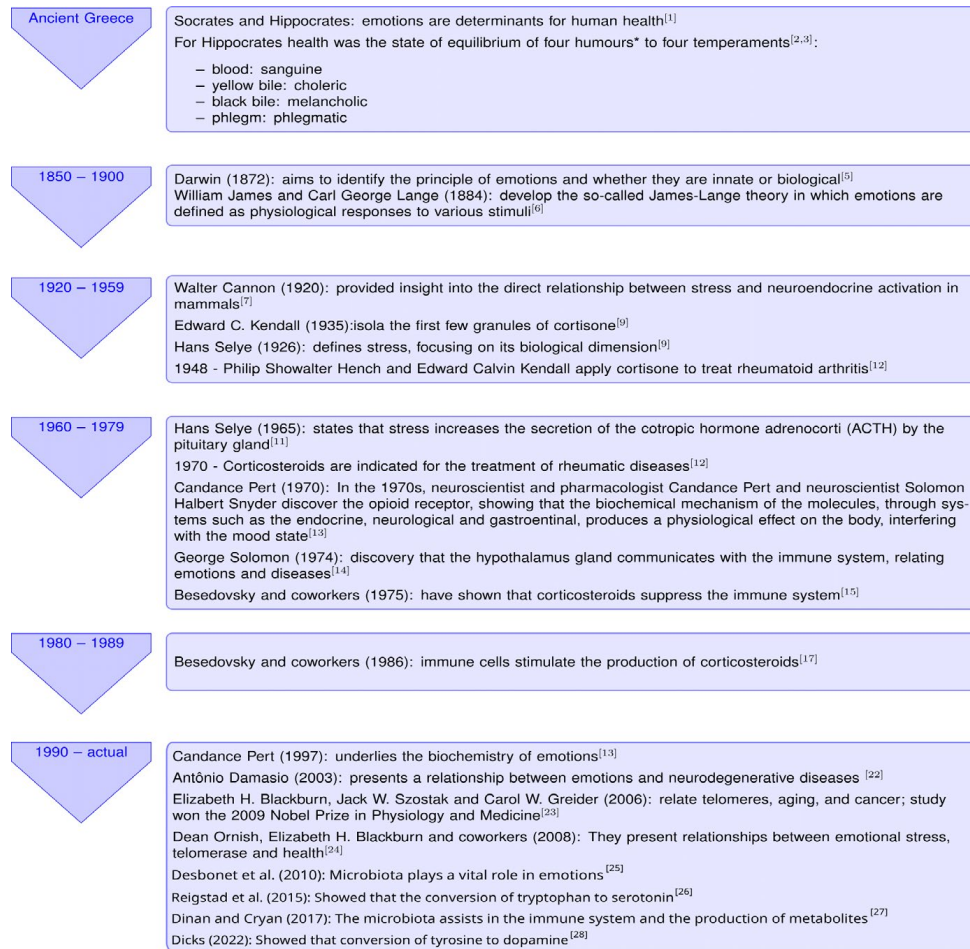 Ancient Greece
Socrates and Hippocrates: emotions are determinants for human health[1]
For Hippocrates health was the state of equilibrium of four humours* to four temperaments[2,3]:
– blood: sanguine
– yellow bile: choleric
– black bile: melancholic
– phlegm: phlegmatic
1850 – 1900
Darwin (1872): aims to identify the principle of emotions and whether they are innate or biological[5]
William James and Carl George Lange (1884): develop the so-called James-Lange theory in which emotions are
defined as physiological responses to various stimuli[6]
1920 – 1959
Walter Cannon (1920): provided insight into the direct relationship between stress and neuroendocrine activation in
mammals[7]
Edward C. Kendall (1935):isola the first few granules of cortisone[9]
Hans Selye (1926): defines stress, focusing on its biological dimension[9]
1948 - Philip Showalter Hench and Edward Calvin Kendall apply cortisone to treat rheumatoid arthritis[12]
1960 – 1979
Hans Selye (1965): states that stress increases the secretion of the cotropic hormone adrenocorti (ACTH) by the
pituitary gland[11]
1970 - Corticosteroids are indicated for the treatment of rheumatic diseases[12]
Candance Pert (1970): In the 1970s, neuroscientist and pharmacologist Candance Pert and neuroscientist Solomon
Halbert Snyder discover the opioid receptor, showing that the biochemical mechanism of the molecules, through sys-
tems such as the endocrine, neurological and gastroentinal, produces a physiological effect on the body, interfering
with the mood state[13]
George Solomon (1974): discovery that the hypothalamus gland communicates with the immune system, relating
emotions and diseases[14]
Besedovsky and coworkers (1975): have shown that corticosteroids suppress the immune system[15]
1980 – 1989
Besedovsky and coworkers (1986): immune cells stimulate the production of corticosteroids[17]
1990 – actual
Candance Pert (1997): underlies the biochemistry of emotions[13]
Antônio Damasio (2003): presents a relationship between emotions and neurodegenerative diseases [22]
Elizabeth H. Blackburn, Jack W. Szostak and Carol W. Greider (2006): relate telomeres, aging, and cancer; study
won the 2009 Nobel Prize in Physiology and Medicine[23]
Dean Ornish, Elizabeth H. Blackburn and coworkers (2008): They present relationships between emotional stress,
telomerase and health[24]
Desbonet et al. (2010): Microbiota plays a vital role in emotions[25]
Reigstad et al. (2015): Showed that the conversion of tryptophan to serotonin[26]
Dinan and Cryan (2017): The microbiota assists in the immune system and the production of metabolites[27]
Dicks (2022): Showed that conversion of tyrosine to dopamine[28]